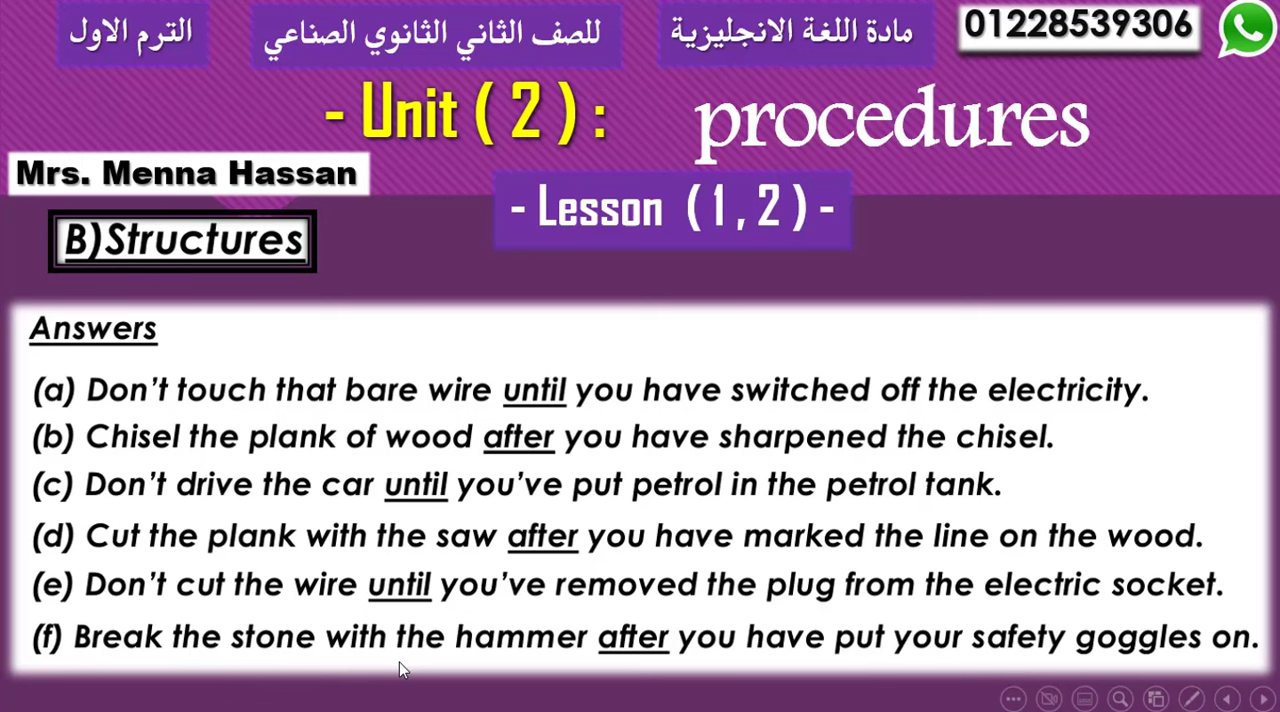 الترم الاول
للصف الثاني الثانوي الصناعي
مادة اللغة الانجليزية
01228539306
- Unit ( 2 ) : procedures
Mrs. Menna Hassan
- Lesson ( 1 , 2 ) -
B)Structures
Answers
(a) Don't touch that bare wire until you have switched off the electricity.
(b) Chisel the plank of wood after you have sharpened the chisel.
(c) Don't drive the car until you've put petrol in the petrol tank.
(d) Cut the plank with the saw after you have marked the line on the wood.
(e) Don't cut the wire until you've removed the plug from the electric socket.
(f) Break the stone with the hammer after you have put your safety goggles on.